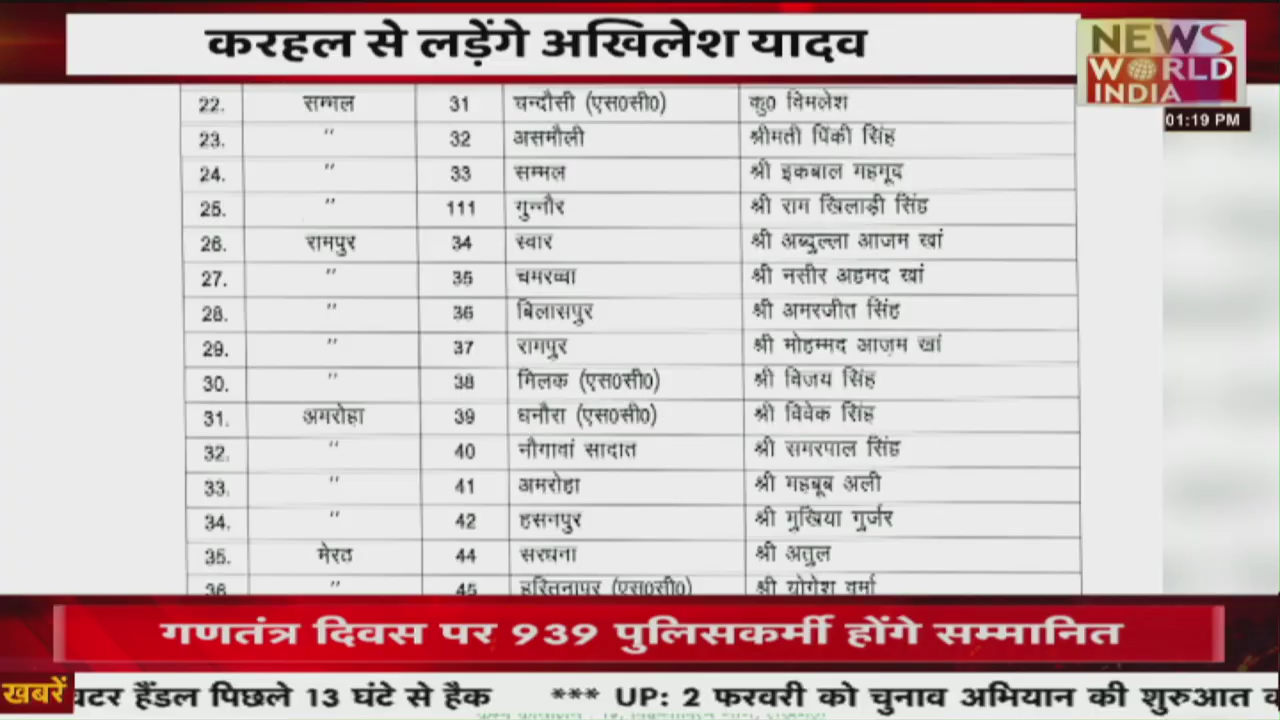 करहल से लड़ेंगे अखिलेश यादव
NEWS
WORLD
INDIA
01:19 PM
22. सम्भल 31 चन्दौसी (एस0सी0) कु0 विमलेश
23. " 32 असमौली श्रीमती पिंकी सिंह
24. " 33 सम्भल श्री इकबाल महमूद
25. " 111 गुन्नौर श्री राम खिलाड़ी सिंह
26. रामपुर 34 स्वार श्री अब्दुल्ला आजम खां
27. " 35 चमरव्वा श्री नसीर अहमद खां
28. " 36 बिलासपुर श्री अमरजीत सिंह
29. " 37 रामपुर श्री मोहम्मद आज़म खां
30. " 38 मिलक (एस0सी0) श्री विजय सिंह
31. अमरोहा 39 धनौरा (एस0सी0) श्री विवेक सिंह
32. " 40 नौगावां सादात श्री समरपाल सिंह
33. " 41 अमरोहा श्री महबूब अली
34. " 42 हसनपुर श्री मुखिया गुर्जर
35. मेरठ 44 सरधना श्री अतुल
36 " 45 हस्तिनापुर (एस0सी0) श्री योगेश वर्मा
गणतंत्र दिवस पर 939 पुलिसकर्मी होंगे सम्मानित
खबरें हैंडल पिछले 13 घंटे से हैक *** UP: 2 फरवरी को चुनाव अभियान की शुरुआत